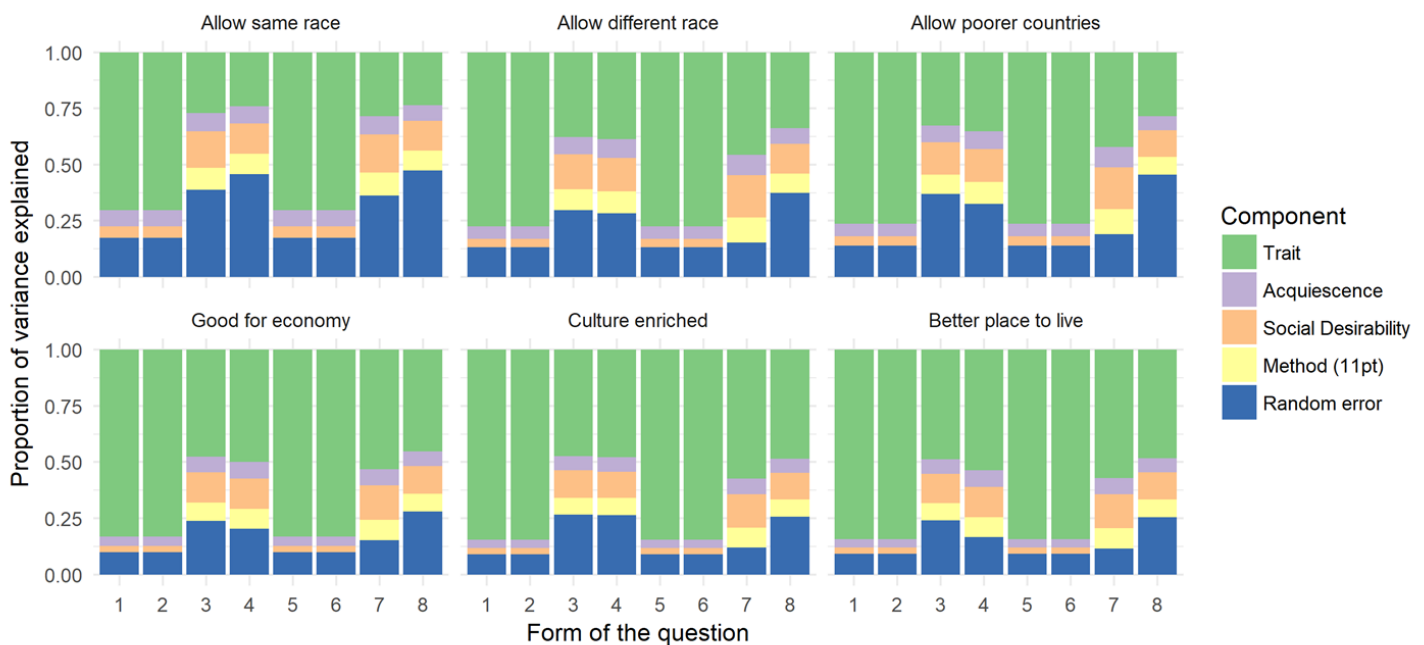 Allow same race
Allow different race
Allow poorer countries
1.00
0.75
0.50
0.25
0.00
Good for economy
Culture enriched
Better place to live
1.00
0.75
0.50
0.25
0.00
1 2 3 4 5 6 7 8
1 2 3 4 5 6 7 8
1 2 3 4 5 6 7 8
Form of the question
Proportion of variance explained
Component
Trait
Acquiescence
Social Desirability
Method (11pt)
Random error